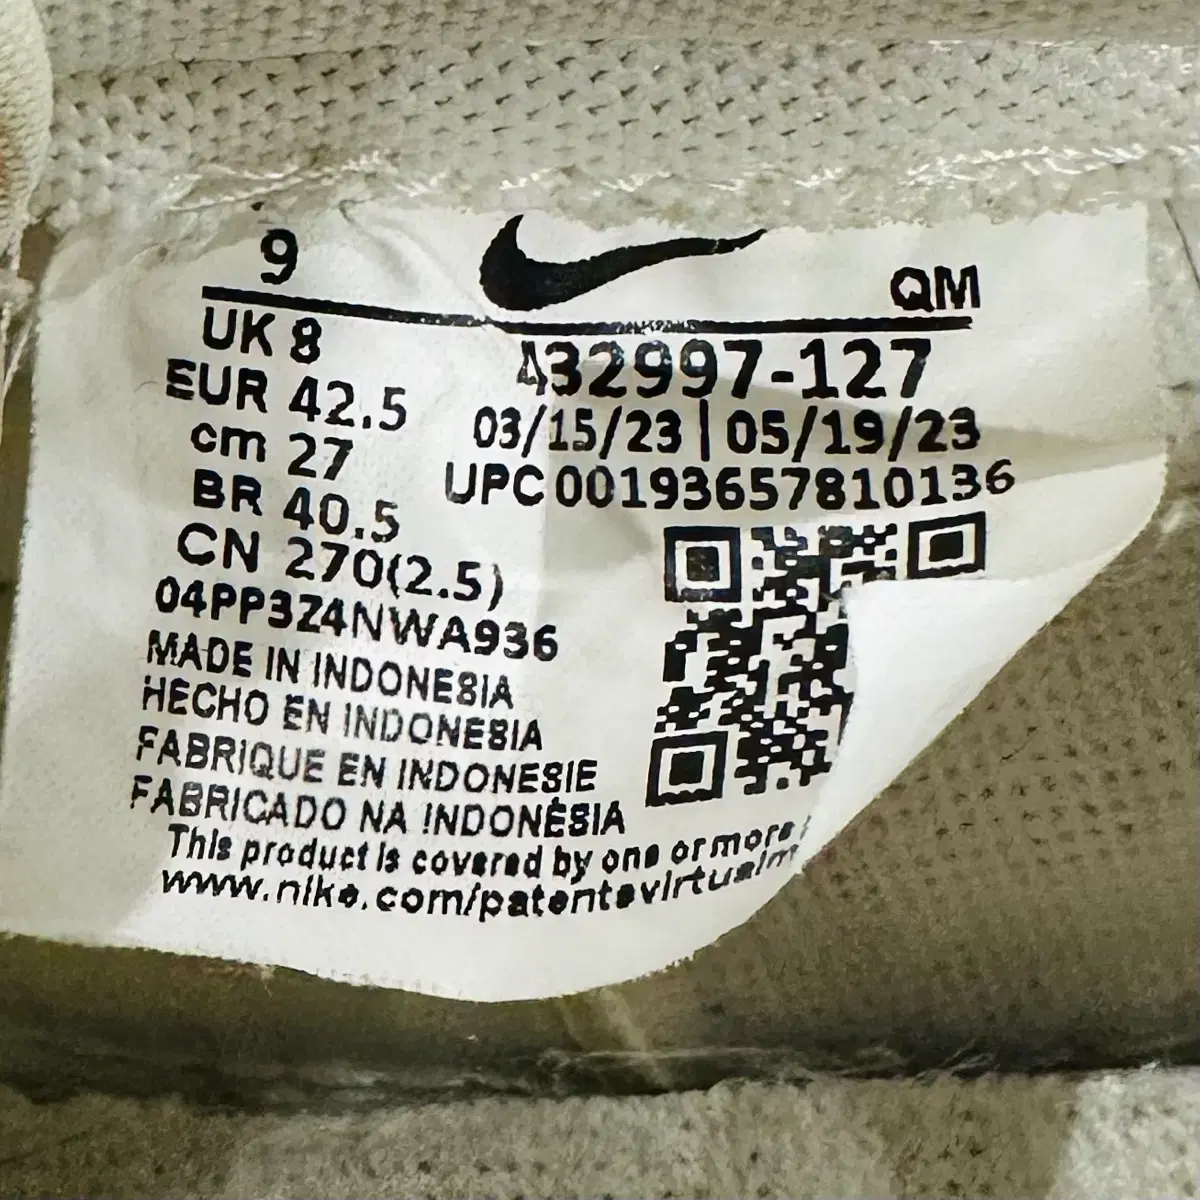 9
QM
UK 8
EUR 42.5
cm 27
BR 40.5
CN 270(2.5)
432997-127
03/15/23 | 05/19/23
UPC 00193657810136
04PP3Z4NWA936
MADE IN INDONESIA
HECHO EN INDONESIA
FABRIQUE EN INDONESIE
FABRICADO NA INDONÉSIA
This product is covered by one or more
www.nike.com/patentsvirtualm